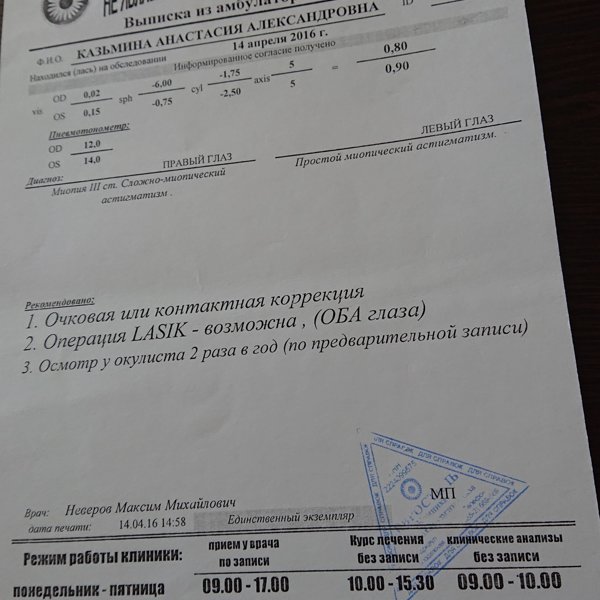 Выписка из
Ф.И.О. КАЗЬМИНА АНАСТАСИЯ АЛЕКСАНДРОВНА ID
Находился (лась) на обследовании 14 апреля 2016 г.
Информированное согласие получено
vis OD 0,02 sph -6,00 cyl -1,75 axis 5 = 0,80
OS 0,15 -0,75 -2,50 5 0,90
Пневмотонометр:
OD 12,0
OS 14,0
Диагноз: ПРАВЫЙ ГЛАЗ ЛЕВЫЙ ГЛАЗ
Миопия III ст. Сложно-миопический астигматизм . Простой миопический астигматизм.
Рекомендовано:
1. Очковая или контактная коррекция
2. Операция LASIK - возможна , (ОБА глаза)
3. Осмотр у окулиста 2 раза в год (по предварительной записи)
ДЛЯ СПРАВОК ДЛЯ СПРАВОК
МП
Врач: Неверов Максим Михайлович
дата печати: 14.04.16 14:58 Единственный экземпляр
Режим работы клиники: прием у врача по записи Курс лечения без записи клинические анализы без записи
понедельник - пятница 09.00 - 17.00 10.00 - 15.30 09.00 - 10.00